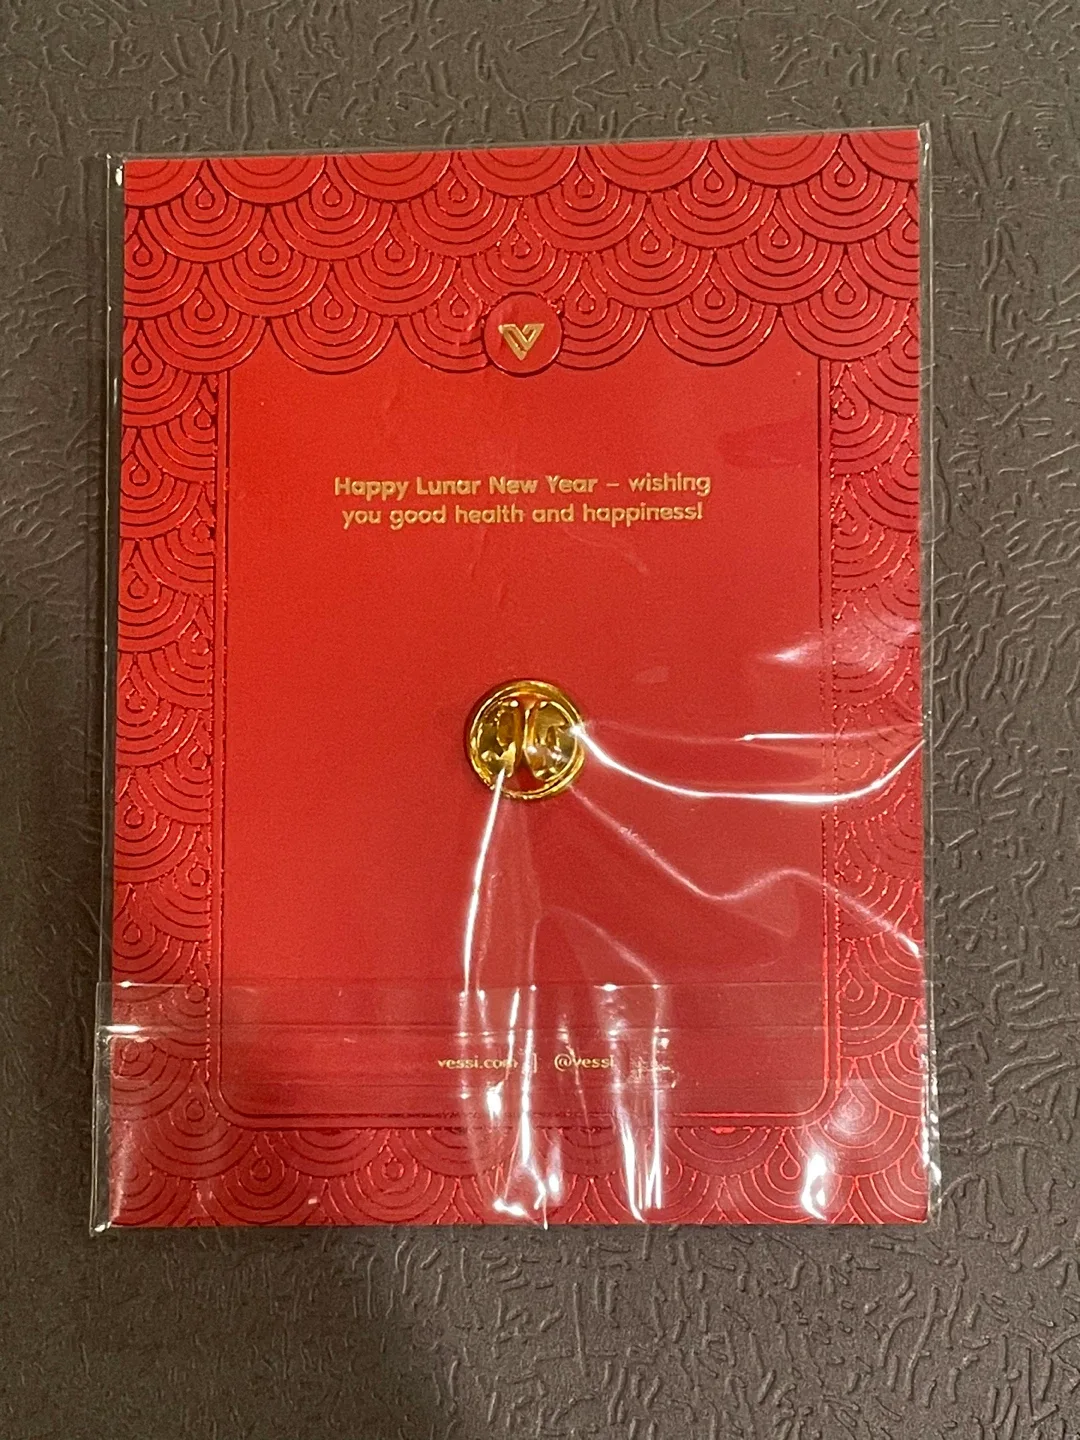 Happy Lunar New Year – wishing
you good health and happiness!
vessi.com | @vessi